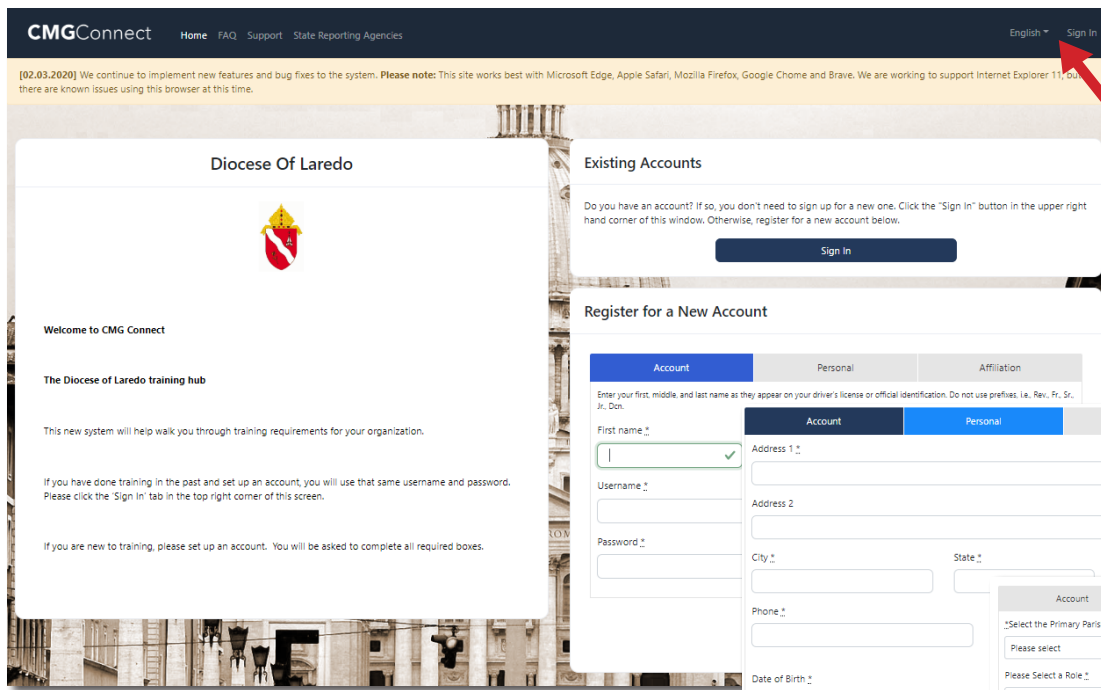 CMGConnect Home FAQ Support State Reporting Agencies English Sign In
[02.03.2020] We continue to implement new features and bug fixes to the system. Please note: This site works best with Microsoft Edge, Apple Safari, Mozilla Firefox, Google Chome and Brave. We are working to support Internet Explorer 11, but
there are known issues using this browser at this time.
Diocese Of Laredo
Welcome to CMG Connect
The Diocese of Laredo training hub
This new system will help walk you through training requirements for your organization.
If you have done training in the past and set up an account, you will use that same username and password.
Please click the 'Sign In' tab in the top right corner of this screen.
If you are new to training, please set up an account. You will be asked to complete all required boxes.
Existing Accounts
Do you have an account? If so, you don't need to sign up for a new one. Click the "Sign In" button in the upper right
hand corner of this window. Otherwise, register for a new account below.
Sign In
Register for a New Account
Account Personal Affiliation
Enter your first, middle, and last name as they appear on your driver's license or official identification. Do not use prefixes, i.e., Rev., Fr., Sr.,
Jr., Dcn.
First name *
Username *
Password *
Account Personal
Address 1 *
Address 2
City * State *
Phone *
Date of Birth *
Account
*Select the Primary Paris
Please select
Please Select a Role *